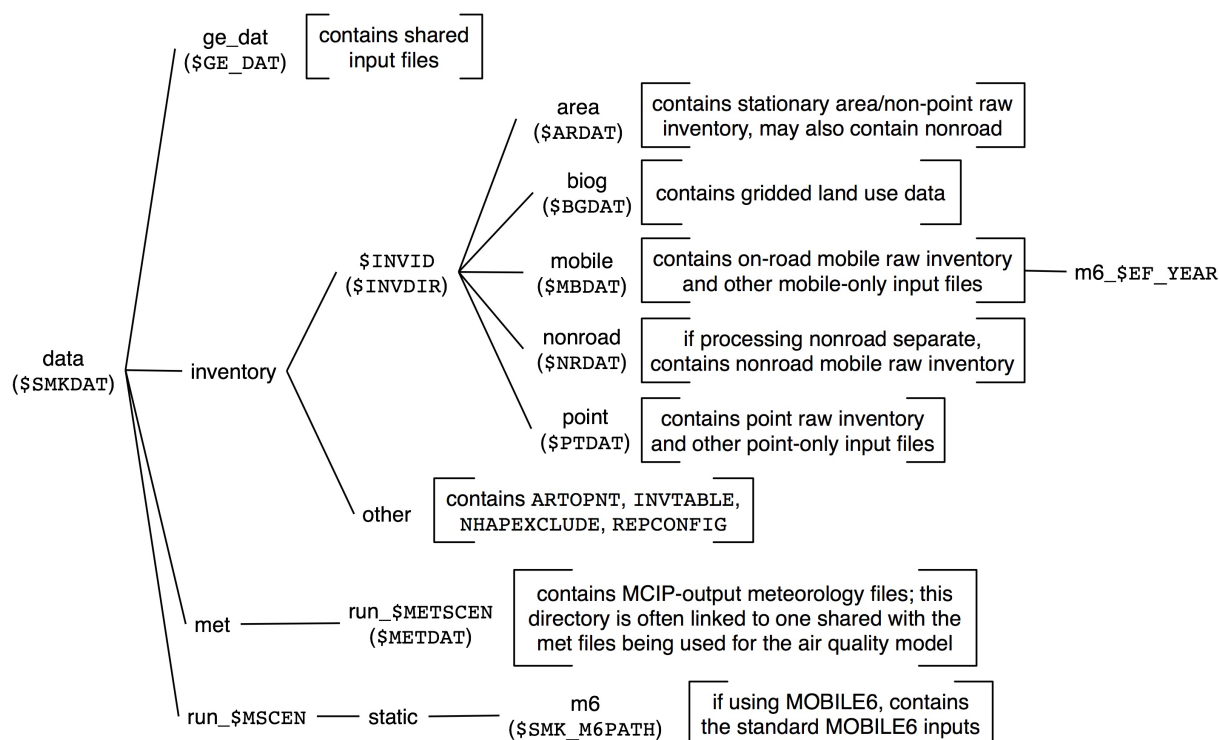 ge_dat
($GE_DAT)
contains shared
input files
area
($ARDAT)
contains stationary area/non-point raw
inventory, may also contain nonroad
biog
($BGDAT)
contains gridded land use data
$INVID
($INVDIR)
mobile
($MBDAT)
contains on-road mobile raw inventory
and other mobile-only input files
m6_$EF_YEAR
nonroad
($NRDAT)
if processing nonroad separate,
contains nonroad mobile raw inventory
data
($SMKDAT)
inventory
point
($PTDAT)
contains point raw inventory
and other point-only input files
other
contains ARTOPNT, INVTABLE,
NHAPEXCLUDE, REPCONFIG
met
run_$METSCEN
($METDAT)
contains MCIP-output meteorology files; this
directory is often linked to one shared with the
met files being used for the air quality model
run_$MSCEN
static
m6
($SMK_M6PATH)
if using MOBILE6, contains
the standard MOBILE6 inputs